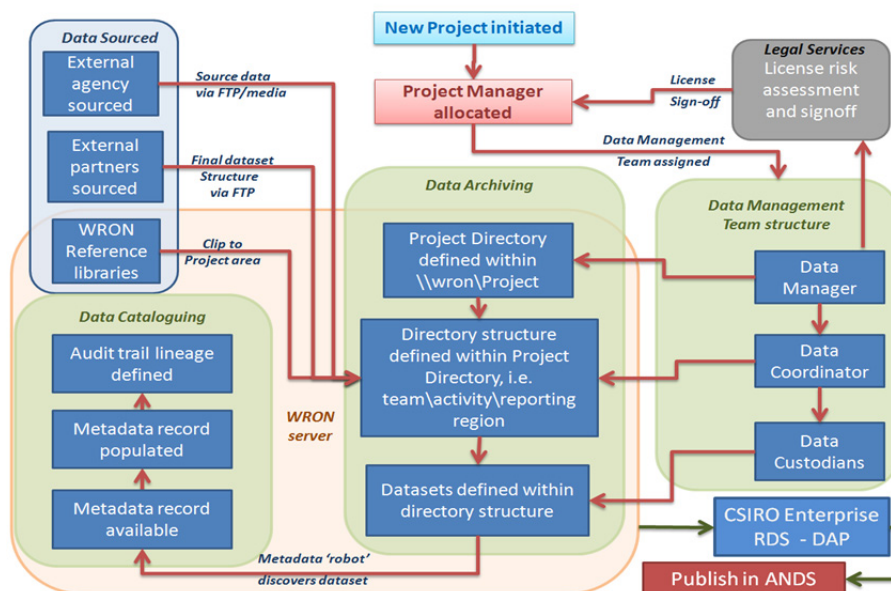 Data Sourced
External
agency sourced
External
partners sourced
WRON
Reference
libraries
Source data
via FTP/media
Final dataset
Structure
via FTP
Clip to
Project area
New Project initiated
Project Manager
allocated
License
Sign-off
Legal Services
License risk
assessment
and signoff
Data Management
Team assigned
Data Archiving
Project Directory
defined within
\\wron\Project
Directory structure
defined within Project
Directory, i.e.
team\activity\reporting
region
Datasets defined within
directory structure
Data Management
Team structure
Data
Manager
Data
Coordinator
Data
Custodians
Data Cataloguing
Audit trail lineage
defined
Metadata record
populated
Metadata record
available
WRON
server
Metadata ‘robot’
discovers dataset
CSIRO Enterprise
RDS - DAP
Publish in ANDS